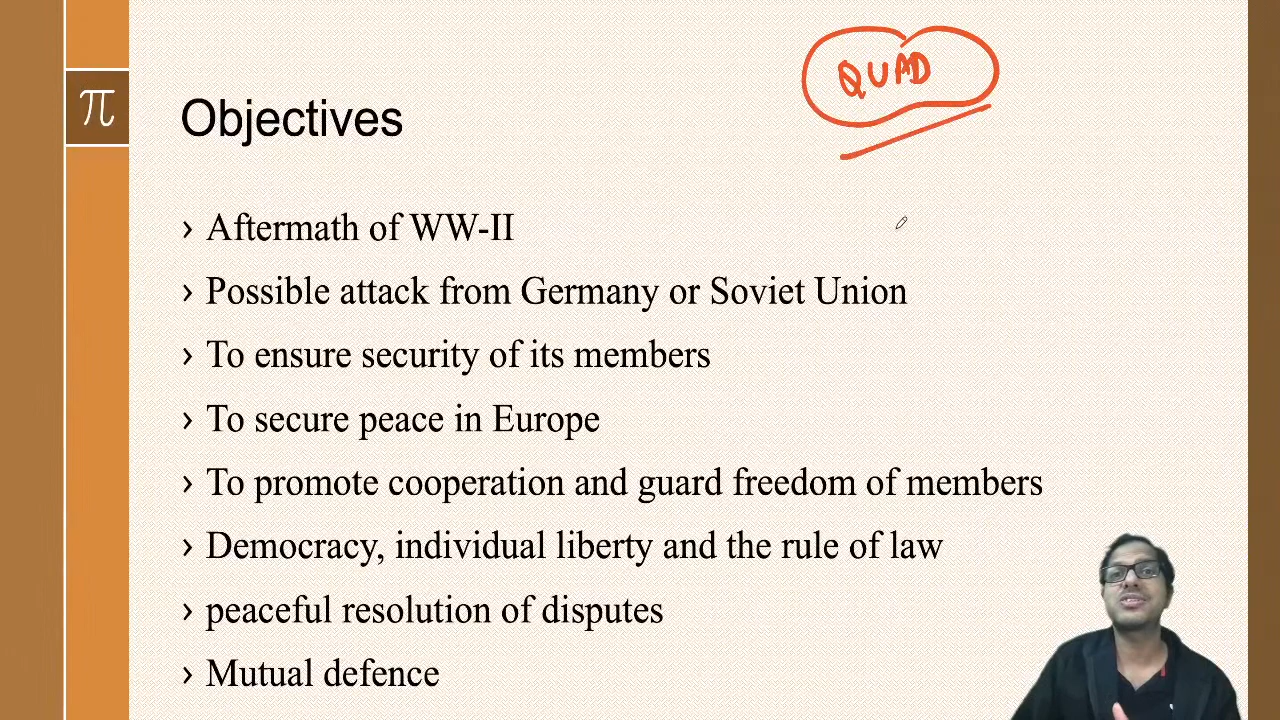 QUAD
π
Objectives
› Aftermath of WW-II
› Possible attack from Germany or Soviet Union
› To ensure security of its members
› To secure peace in Europe
› To promote cooperation and guard freedom of members
› Democracy, individual liberty and the rule of law
› peaceful resolution of disputes
› Mutual defence